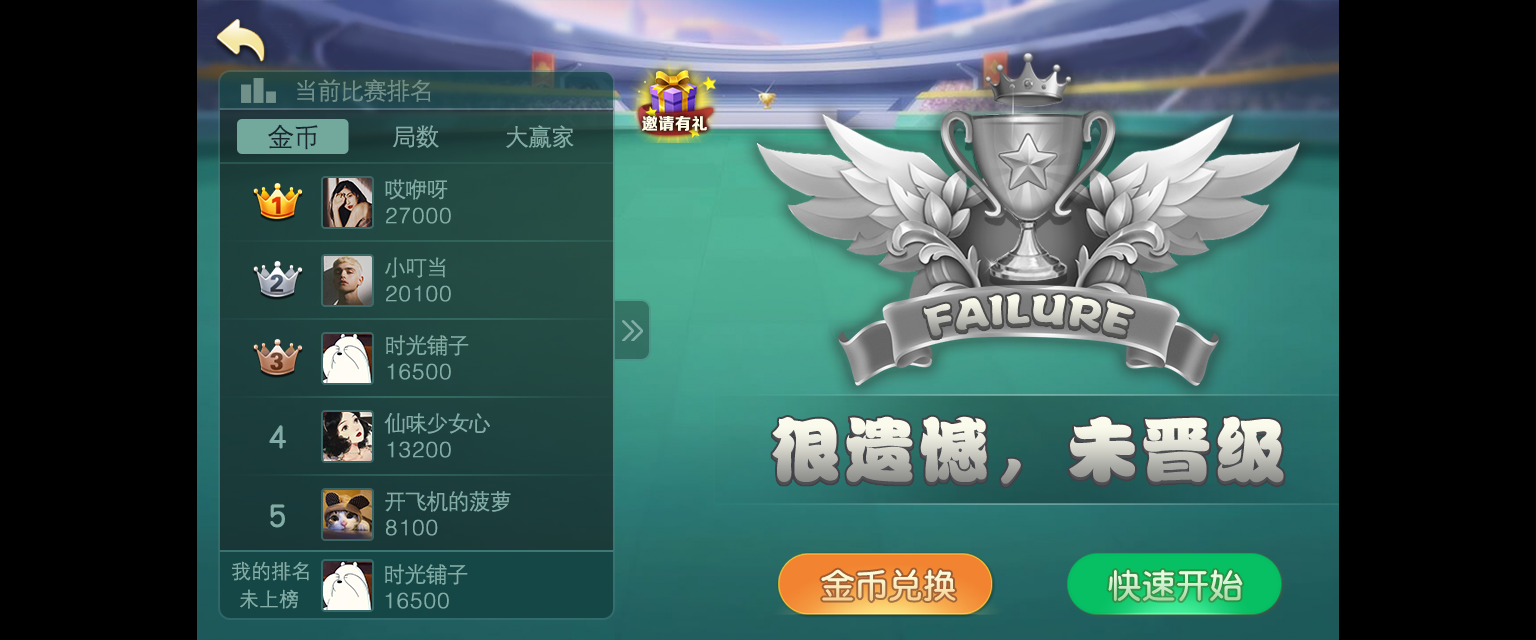 当前比赛排名
金币 局数 大赢家
1
哎咿呀
27000
2
小叮当
20100
3
时光铺子
16500
4
仙味少女心
13200
5
开飞机的菠萝
8100
我的排名
未上榜
时光铺子
16500
邀请有礼
FAILURE
很遗憾，未晋级
金币兑换
快速开始